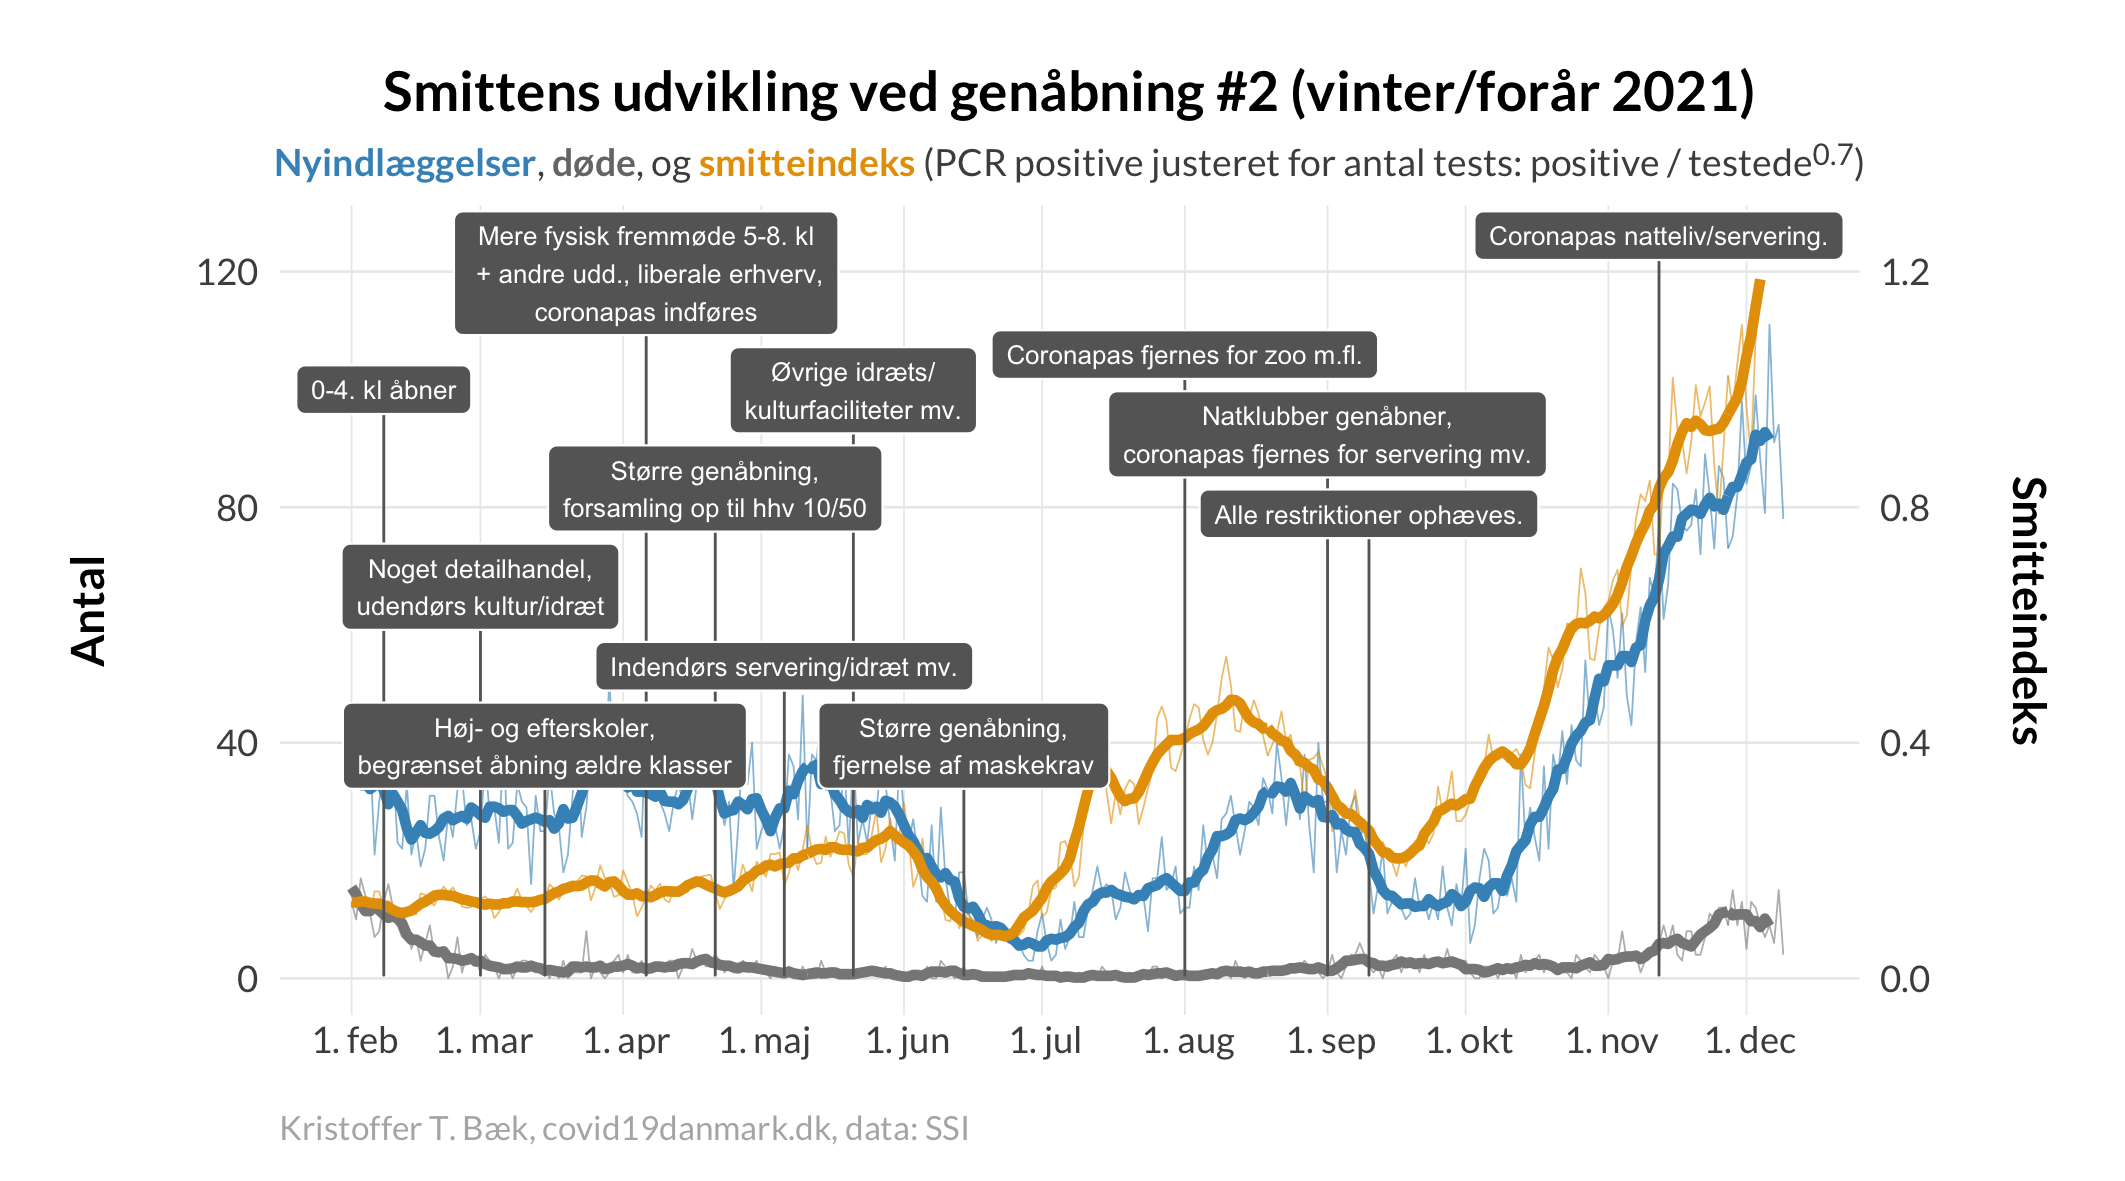 Smittens udvikling ved genåbning #2 (vinter/forår 2021)
Nyindlæggelser, døde, og smitteindeks (PCR positive justeret for antal tests: positive / testede^0.7)
Mere fysisk fremmøde 5-8. kl
+ andre udd., liberale erhverv,
coronapas indføres
Coronapas natteliv/servering.
120
1.2
Øvrige idræts/
kulturfaciliteter mv.
Coronapas fjernes for zoo m.fl.
0-4. kl åbner
Natklubber genåbner,
coronapas fjernes for servering mv.
Større genåbning,
forsamling op til hhv 10/50
Alle restriktioner ophæves.
80
0.8
Noget detailhandel,
udendørs kultur/idræt
Antal
Smitteindeks
Indendørs servering/idræt mv.
Høj- og efterskoler,
begrænset åbning ældre klasser
Større genåbning,
fjernelse af maskekrav
40
0.4
0
0.0
1. feb
1. mar
1. apr
1. maj
1. jun
1. jul
1. aug
1. sep
1. okt
1. nov
1. dec
Kristoffer T. Bæk, covid19danmark.dk, data: SSI